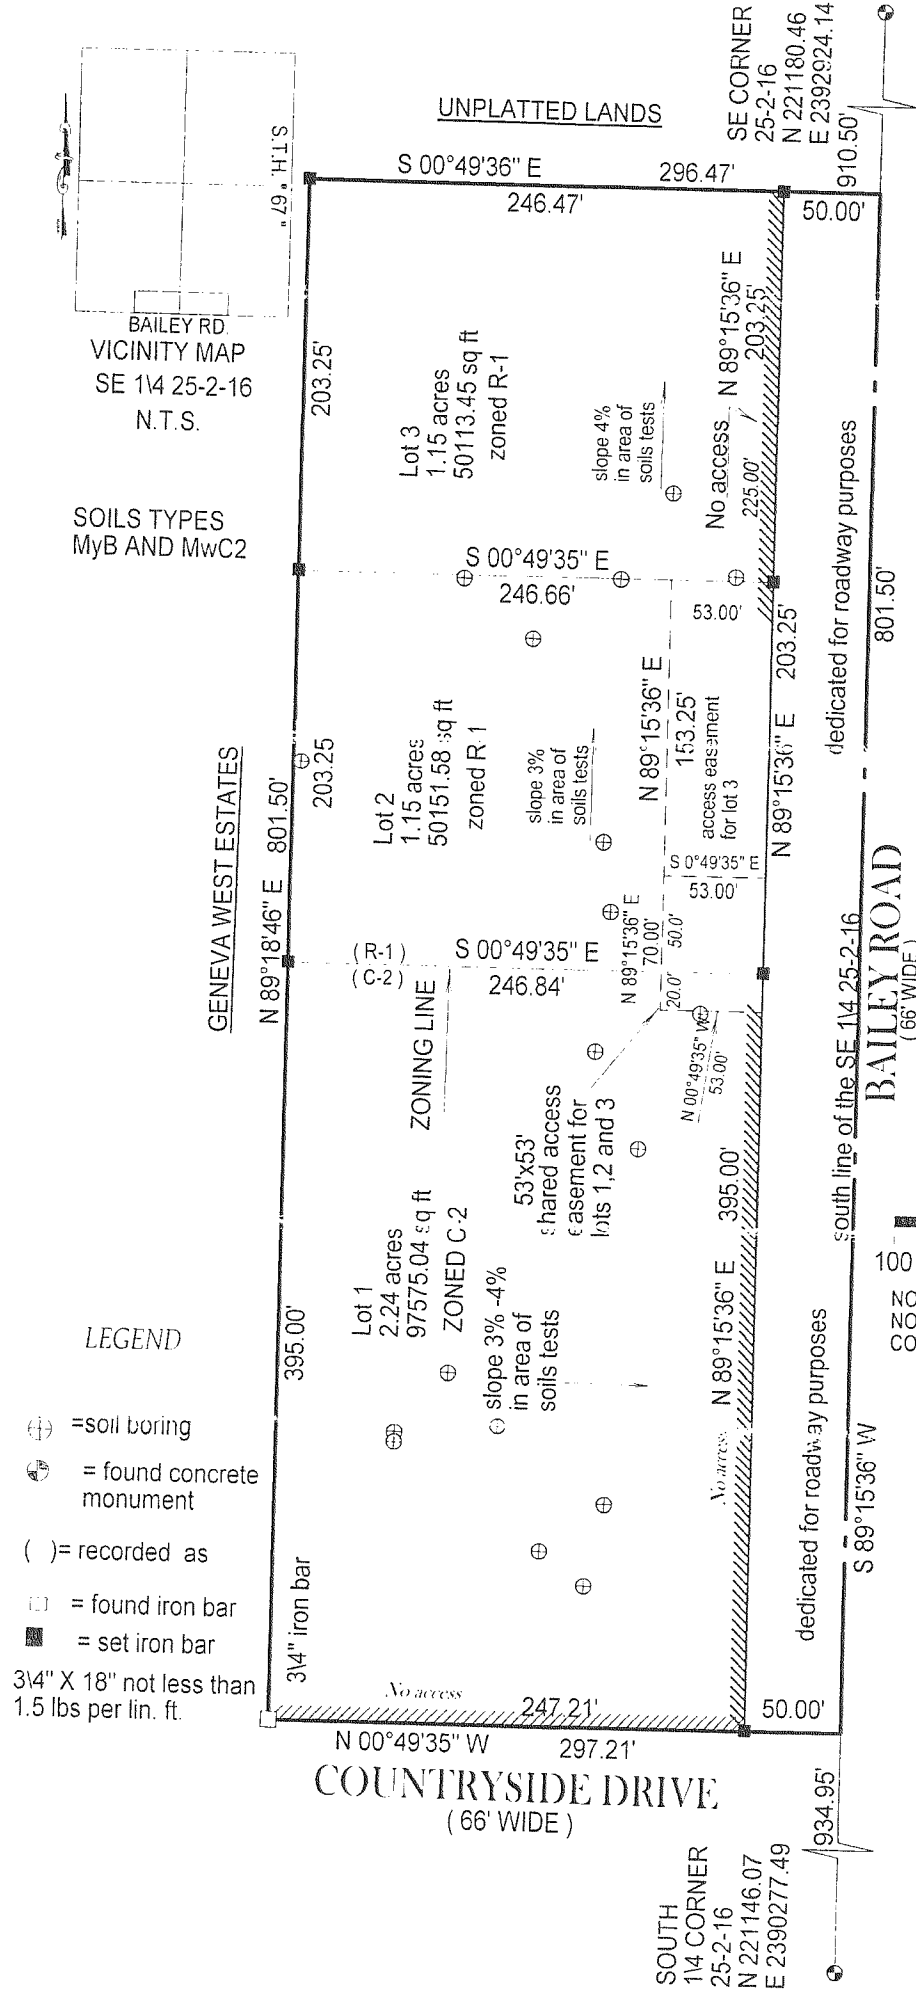 SE CORNER
25-2-16
N 221180.46
E 2392924.14
910.50'
UNPLATTED LANDS
S 00°49'36" E
296.47'
246.47'
50.00'
S.T.H. " 67 "
BAILEY RD.
VICINITY MAP
SE 1\4 25-2-16
N.T.S.
SOILS TYPES
MyB AND MwC2
203.25'
Lot 3
1.15 acres
50113.45 sq ft
zoned R-1
slope 4%
in area of
soils tests
No access
N 89°15'36" E
203.25'
225.00'
dedicated for roadway purposes
801.50'
S 00°49'35" E
246.66'
53.00'
203.25'
N 89°15'36" E
GENEVA WEST ESTATES
N 89°18'46" E 801.50'
203.25
Lot 2
1.15 acres
50151.58 sq ft
zoned R-1
slope 3%
in area of
soils tests
N 89°15'36" E
153.25'
access easement
for lot 3
S 0°49'35" E
53.00'
N 89°15'36" E
70.00'
50.0'
20.0'
( R-1 )
( C-2 )
S 00°49'35" E
246.84'
ZONING LINE
N 00°49'35" W
53.00'
53'x53'
shared access
easement for
lots 1,2 and 3
south line of the SE 1\4 25-2-16
BAILEY ROAD
( 66' WIDE )
395.00'
Lot 1
2.24 acres
97575.04 sq ft
ZONED C-2
slope 3% -4%
in area of
soils tests
N 89°15'36" E 395.00'
No access
dedicated for roadway purposes
S 89°15'36" W
100
NO
NO
CO
LEGEND
=soil boring
= found concrete
monument
( )= recorded as
= found iron bar
= set iron bar
3\4" X 18" not less than
1.5 lbs per lin. ft.
3\4" iron bar
No access
247.21'
50.00'
N 00°49'35" W
297.21'
COUNTRYSIDE DRIVE
( 66' WIDE )
934.95'
SOUTH
1\4 CORNER
25-2-16
N 221146.07
E 2390277.49